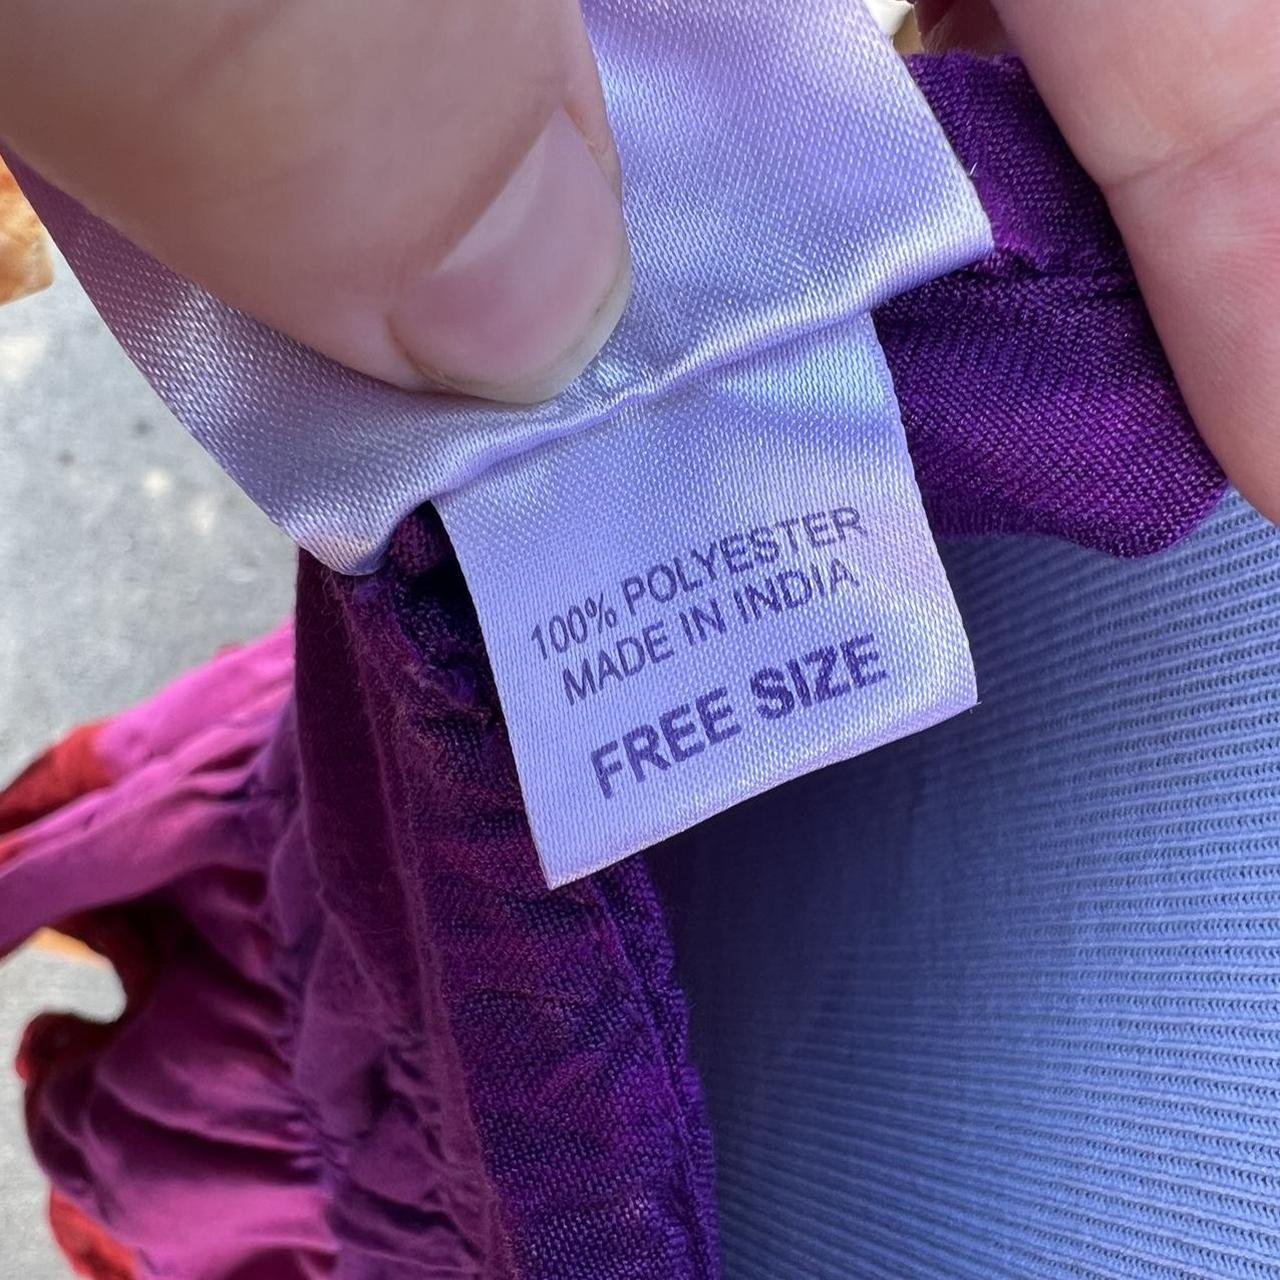 100% POLYESTER
MADE IN INDIA
FREE SIZE